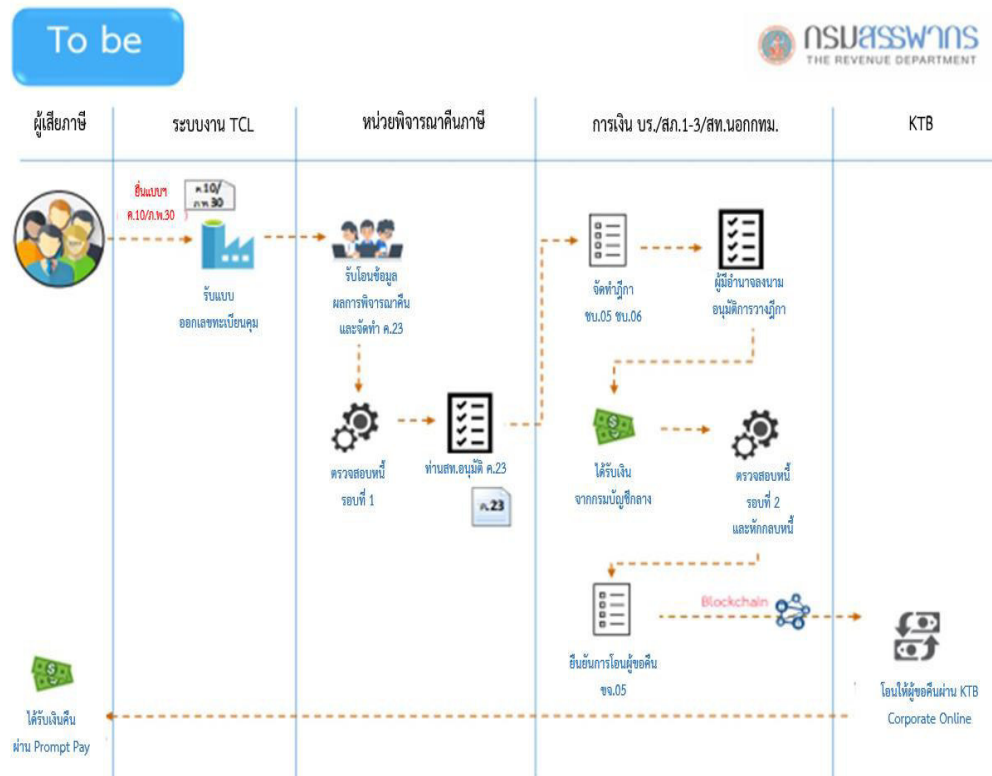 To be
กรมสรรพากร
THE REVENUE DEPARTMENT
ผู้เสียภาษี
ระบบงาน TCL
หน่วยพิจารณาคืนภาษี
การเงิน บร./สภ.1-3/สท.นอกกทม.
KTB
ยื่นแบบฯ
ค.10/ภ.พ.30
ค.10/
ภ.พ.30
รับแบบ
ออกเลขทะเบียนคุม
รับโอนข้อมูล
ผลการพิจารณาคืน
และจัดทำ ค.23
ตรวจสอบหนี้
รอบที่ 1
ท่านสท.อนุมัติ ค.23
ค.23
จัดทำฎีกา
ชบ.05 ชบ.06
ผู้มีอำนาจลงนาม
อนุมัติการวางฎีกา
ได้รับเงิน
จากกรมบัญชีกลาง
ตรวจสอบหนี้
รอบที่ 2
และหักกลบหนี้
ยืนยันการโอนผู้ขอคืน
ขจ.05
Blockchain
โอนให้ผู้ขอคืนผ่าน KTB
Corporate Online
ได้รับเงินคืน
ผ่าน Prompt Pay